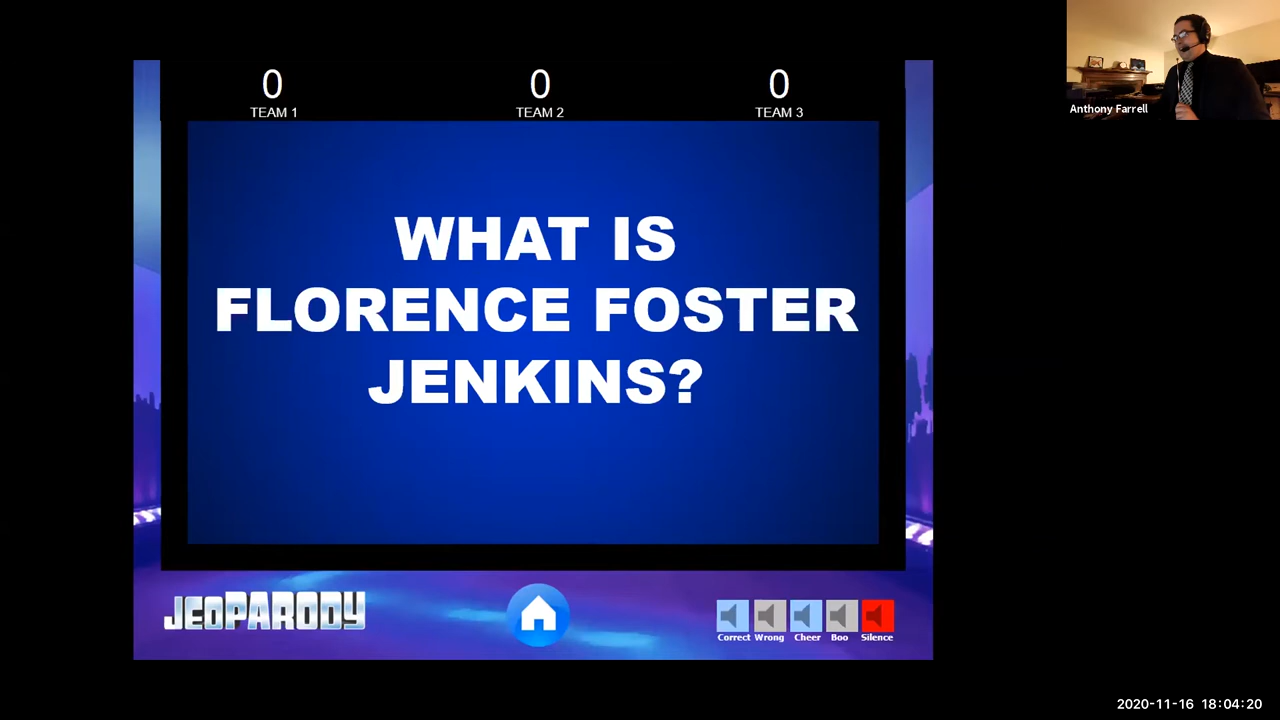 0 0 0
TEAM 1 TEAM 2 TEAM 3
Anthony Farrell
WHAT IS
FLORENCE FOSTER
JENKINS?
JEOPARODY
Correct Wrong Cheer Boo Silence
2020-11-16 18:04:20